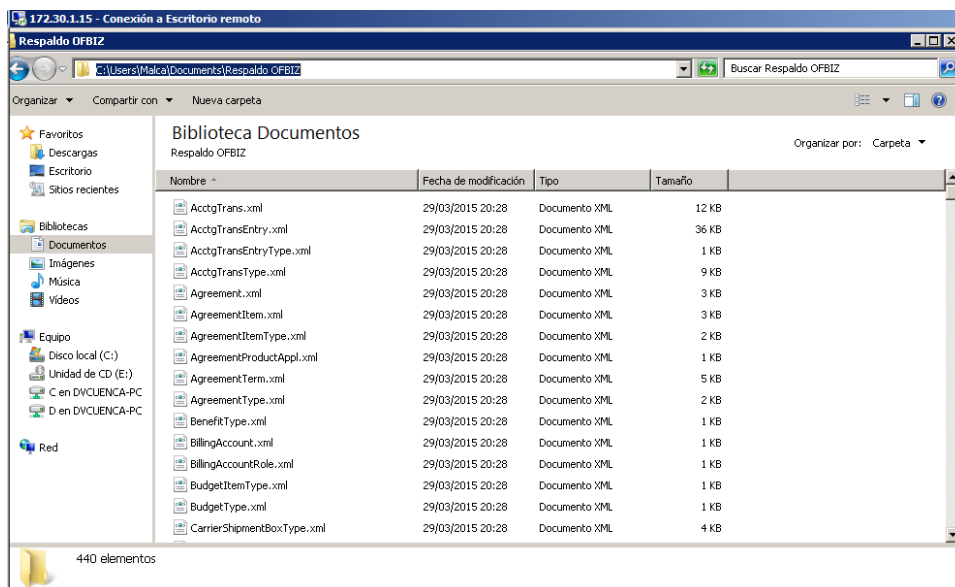 172.30.1.15 - Conexión a Escritorio remoto
Respaldo OFBIZ
C:\Users\Malca\Documents\Respaldo OFBIZ
Buscar Respaldo OFBIZ
Organizar Compartir con Nueva carpeta
Favoritos
Descargas
Escritorio
Sitios recientes
Bibliotecas
Documentos
Imágenes
Música
Vídeos
Equipo
Disco local (C:)
Unidad de CD (E:)
C en DVCUENCA-PC
D en DVCUENCA-PC
Red
Biblioteca Documentos
Respaldo OFBIZ
Organizar por: Carpeta
Nombre Fecha de modificación Tipo Tamaño
AcctgTrans.xml 29/03/2015 20:28 Documento XML 12 KB
AcctgTransEntry.xml 29/03/2015 20:28 Documento XML 36 KB
AcctgTransEntryType.xml 29/03/2015 20:28 Documento XML 1 KB
AcctgTransType.xml 29/03/2015 20:28 Documento XML 9 KB
Agreement.xml 29/03/2015 20:28 Documento XML 3 KB
AgreementItem.xml 29/03/2015 20:28 Documento XML 3 KB
AgreementItemType.xml 29/03/2015 20:28 Documento XML 2 KB
AgreementProductAppl.xml 29/03/2015 20:28 Documento XML 1 KB
AgreementTerm.xml 29/03/2015 20:28 Documento XML 5 KB
AgreementType.xml 29/03/2015 20:28 Documento XML 2 KB
BenefitType.xml 29/03/2015 20:28 Documento XML 1 KB
BillingAccount.xml 29/03/2015 20:28 Documento XML 1 KB
BillingAccountRole.xml 29/03/2015 20:28 Documento XML 1 KB
BudgetItemType.xml 29/03/2015 20:28 Documento XML 1 KB
BudgetType.xml 29/03/2015 20:28 Documento XML 1 KB
CarrierShipmentBoxType.xml 29/03/2015 20:28 Documento XML 4 KB
440 elementos